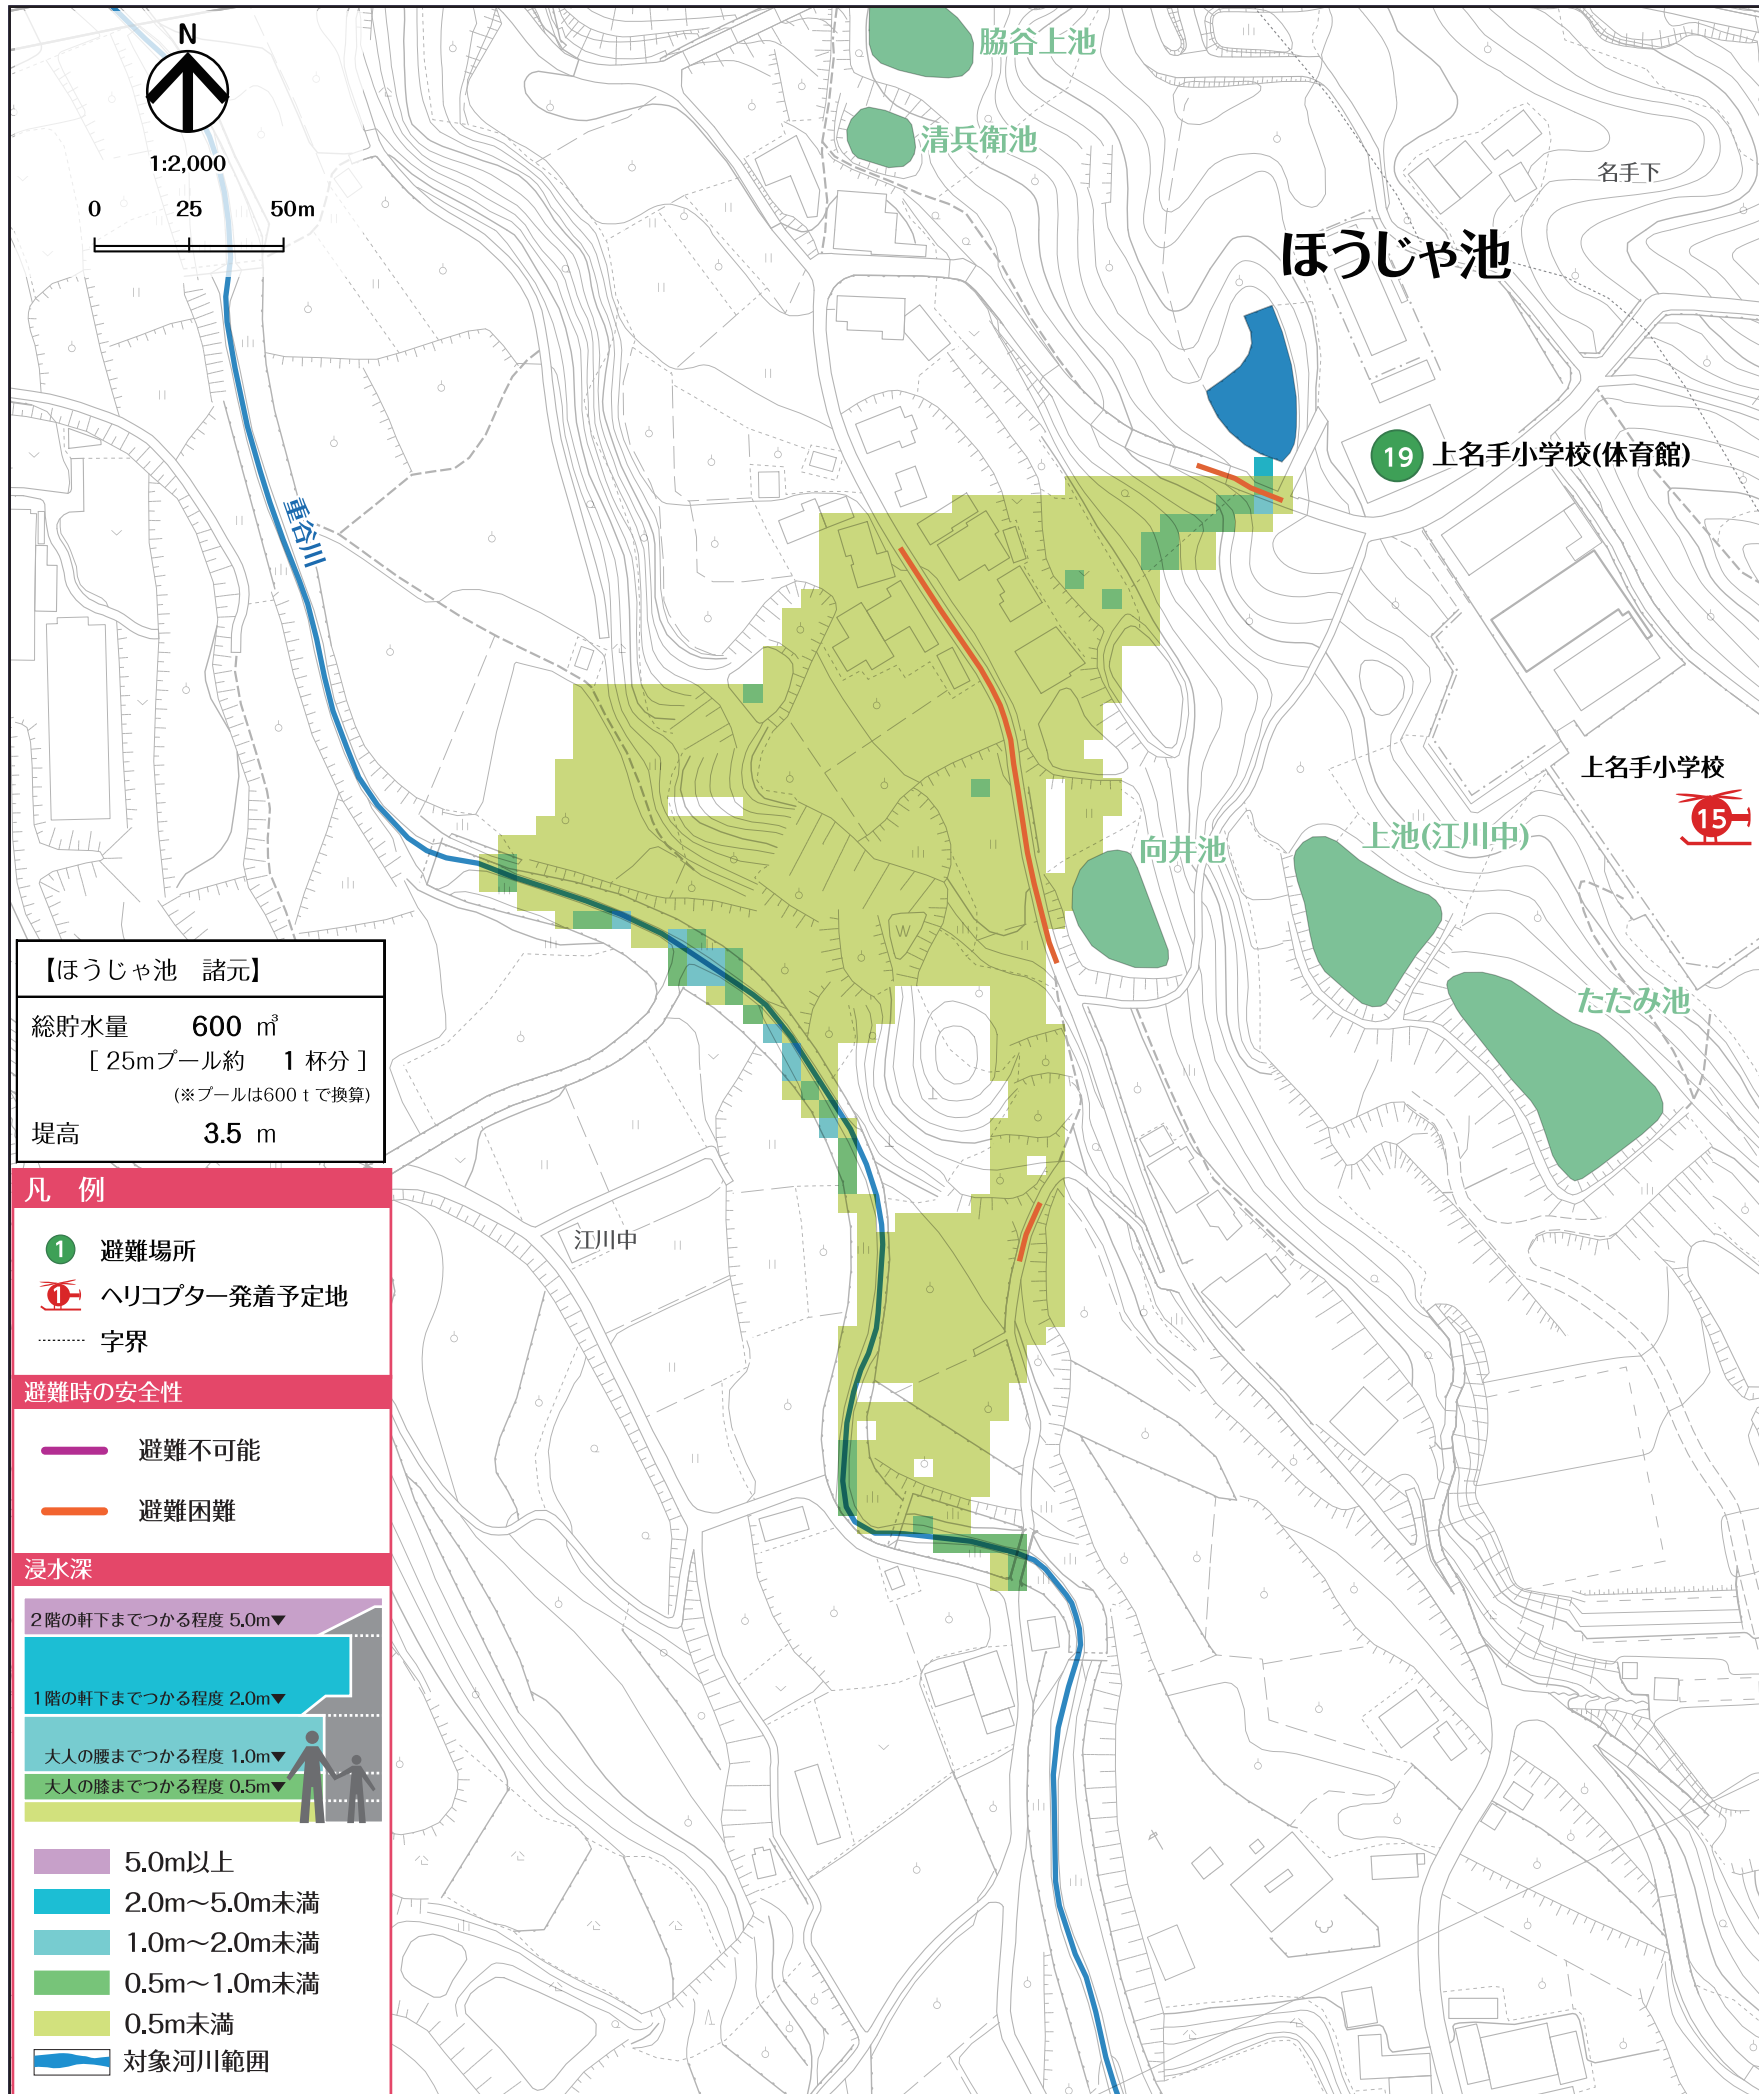 N
1:2,000
0 25 50m
脇谷上池
清兵衛池
名手下
ほうじゃ池
19 上名手小学校(体育館)
重谷川
上名手小学校
15
向井池
上池(江川中)
たたみ池
W
江川中
【ほうじゃ池 諸元】
総貯水量 600 ㎥
[ 25mプール約 1 杯分 ]
(※プールは600 t で換算)
堤高 3.5 m
凡 例
1 避難場所
1 ヘリコプター発着予定地
字界
避難時の安全性
避難不可能
避難困難
浸水深
2階の軒下までつかる程度 5.0m▼
1階の軒下までつかる程度 2.0m▼
大人の腰までつかる程度 1.0m▼
大人の膝までつかる程度 0.5m▼
5.0m以上
2.0m～5.0m未満
1.0m～2.0m未満
0.5m～1.0m未満
0.5m未満
対象河川範囲